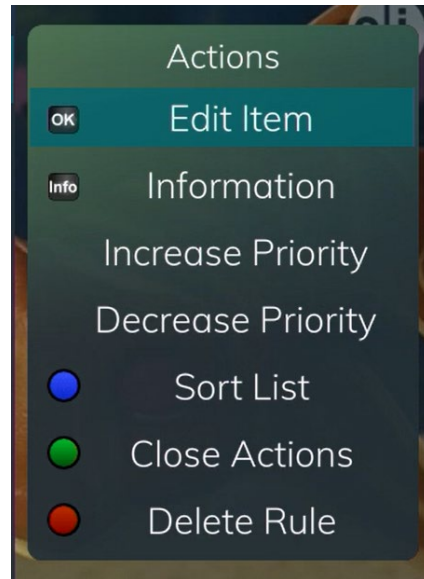 Actions
OK Edit Item
Info Information
Increase Priority
Decrease Priority
Sort List
Close Actions
Delete Rule